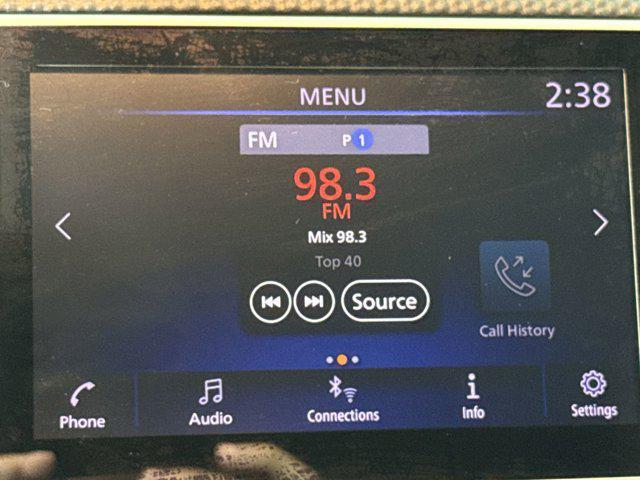 MENU
2:38
FM P 1
98.3
FM
Mix 98.3
Top 40
Source
Call History
Phone
Audio
Connections
Info
Settings